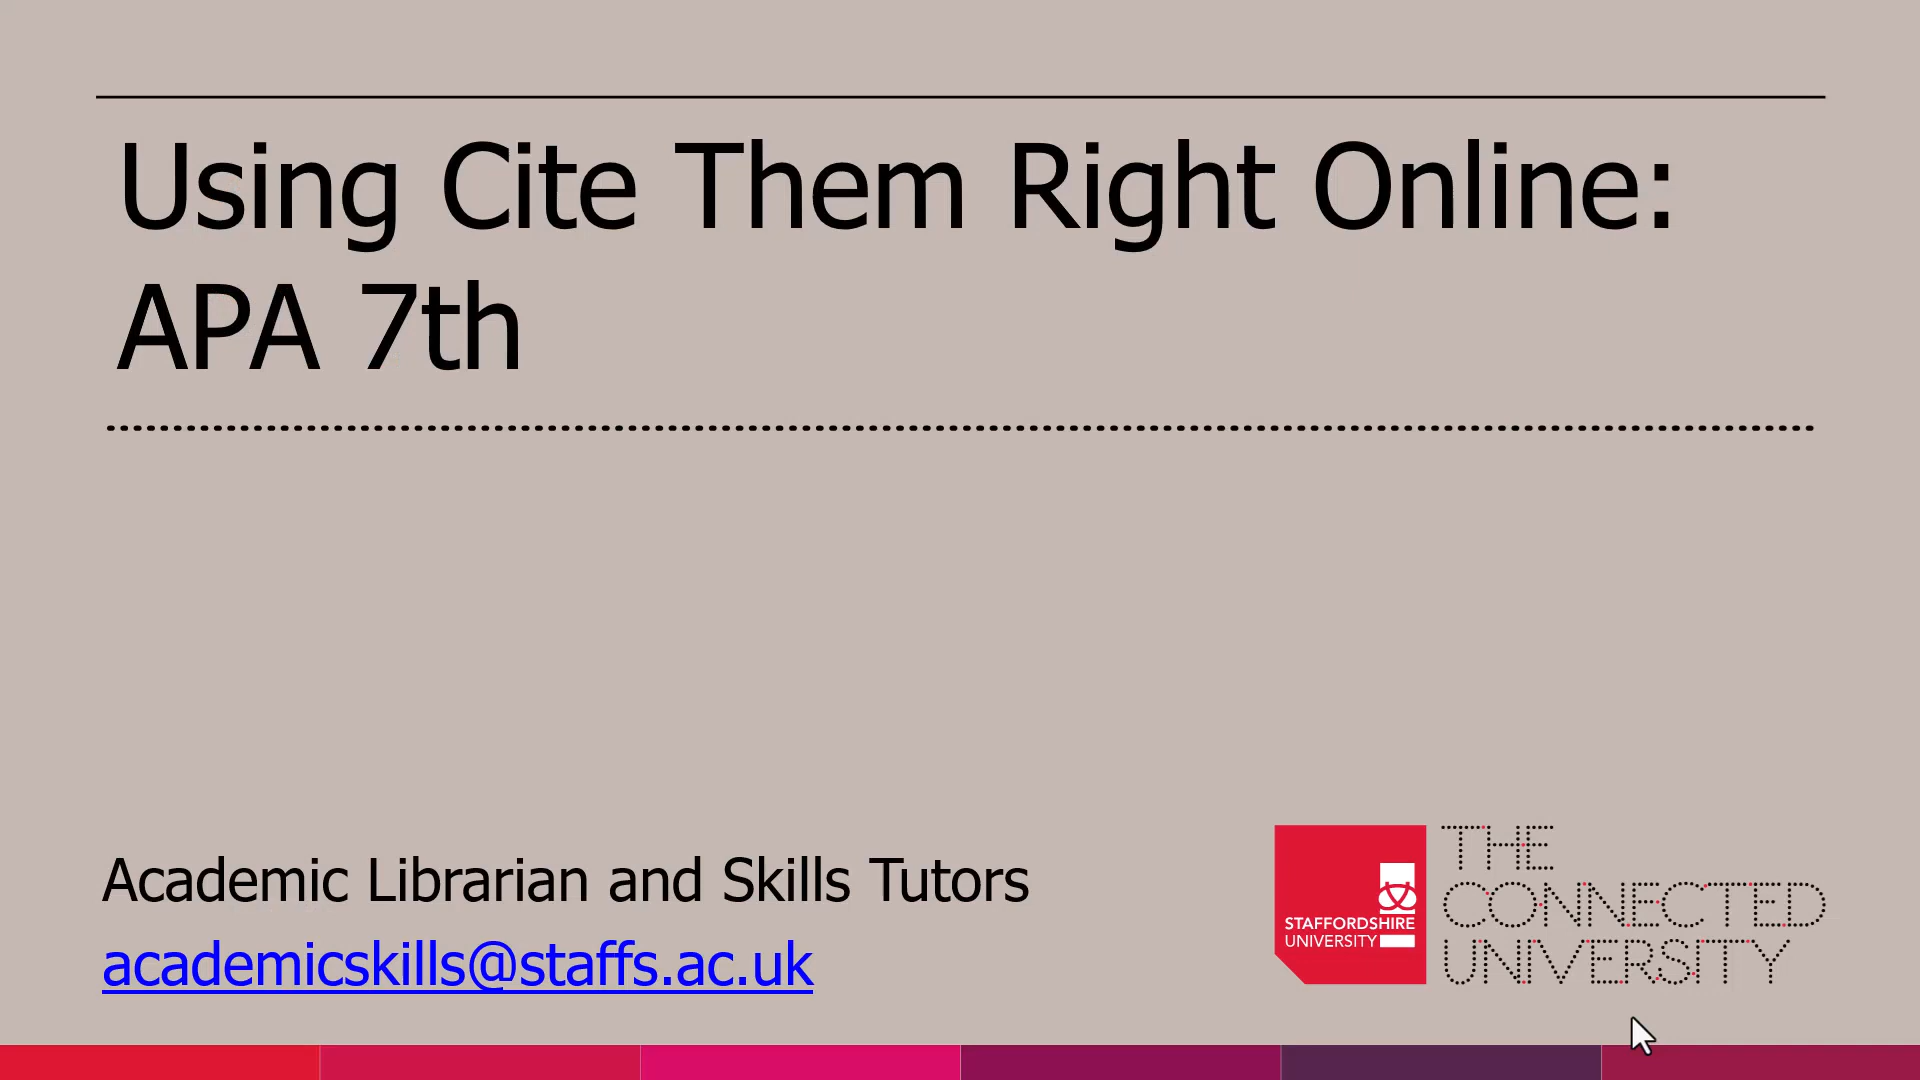 Using Cite Them Right Online:
APA 7th
Academic Librarian and Skills Tutors
academicskills@staffs.ac.uk
STAFFORDSHIRE
UNIVERSITY
THE
CONNECTED
UNIVERSITY